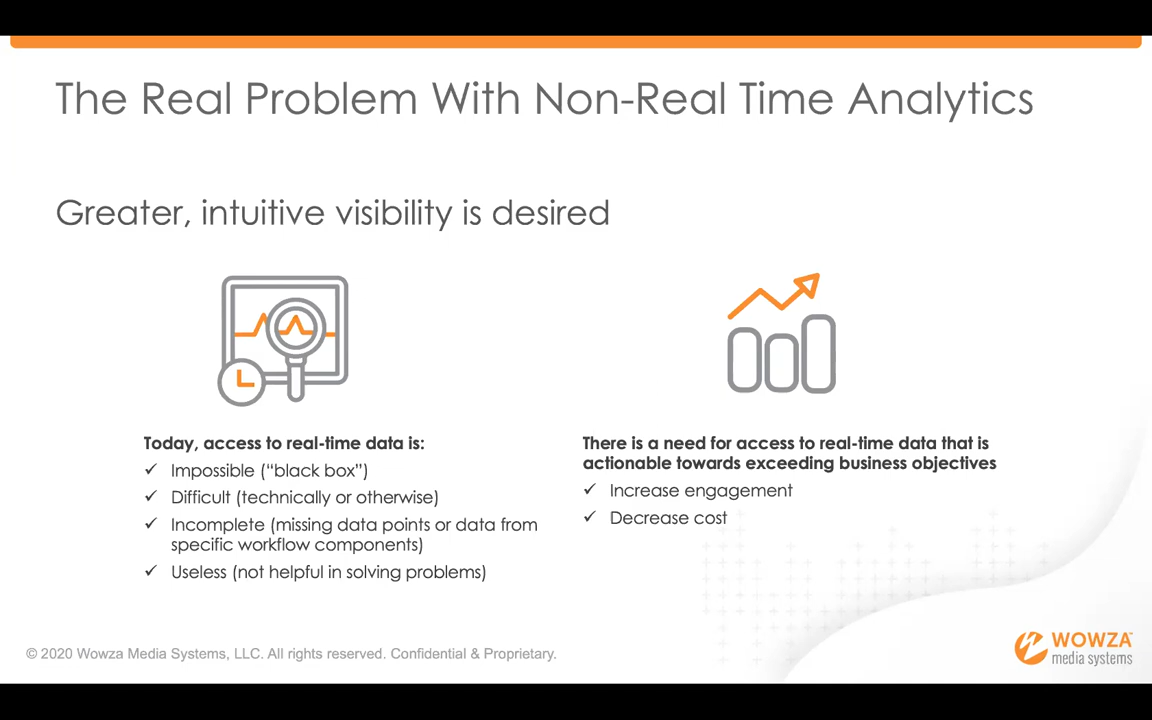 The Real Problem With Non-Real Time Analytics
Greater, intuitive visibility is desired
Today, access to real-time data is:
✓ Impossible (“black box”)
✓ Difficult (technically or otherwise)
✓ Incomplete (missing data points or data from
specific workflow components)
✓ Useless (not helpful in solving problems)
There is a need for access to real-time data that is
actionable towards exceeding business objectives
✓ Increase engagement
✓ Decrease cost
© 2020 Wowza Media Systems, LLC. All rights reserved. Confidential & Proprietary.
WOWZA™
media systems